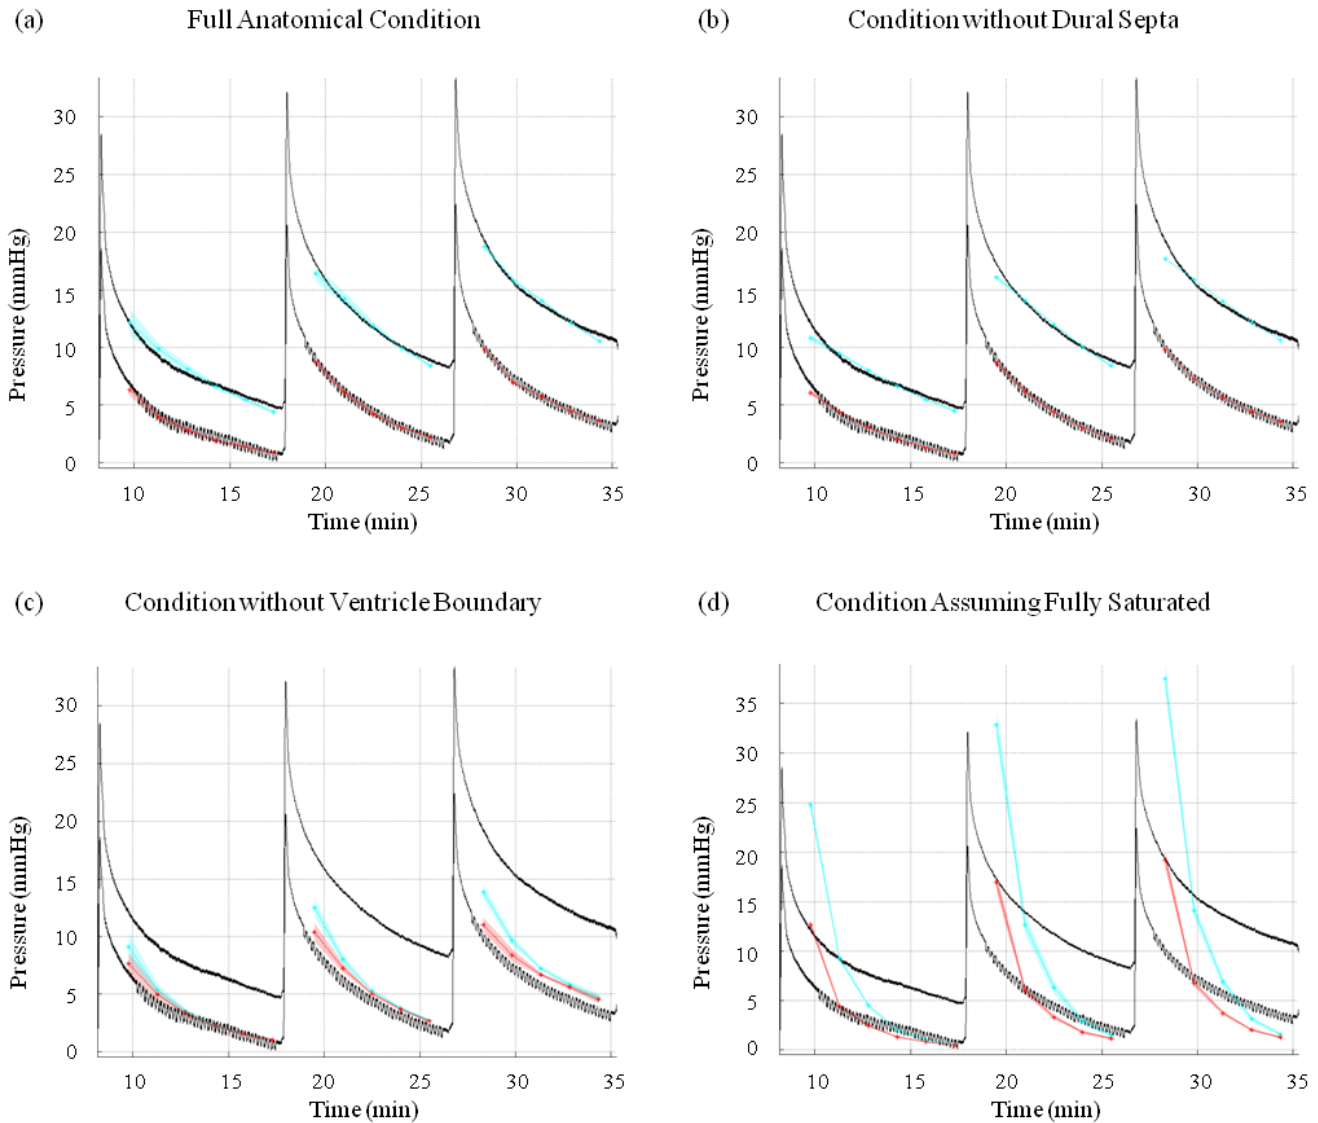 (a) Full Anatomical Condition
(b) Condition without Dural Septa
Pressure (mmHg)
30
25
20
15
10
5
0
10 15 20 25 30 35
Time (min)
Pressure (mmHg)
30
25
20
15
10
5
0
10 15 20 25 30 35
Time (min)
(c) Condition without Ventricle Boundary
(d) Condition Assuming Fully Saturated
Pressure (mmHg)
30
25
20
15
10
5
0
10 15 20 25 30 35
Time (min)
Pressure (mmHg)
35
30
25
20
15
10
5
0
10 15 20 25 30 35
Time (min)